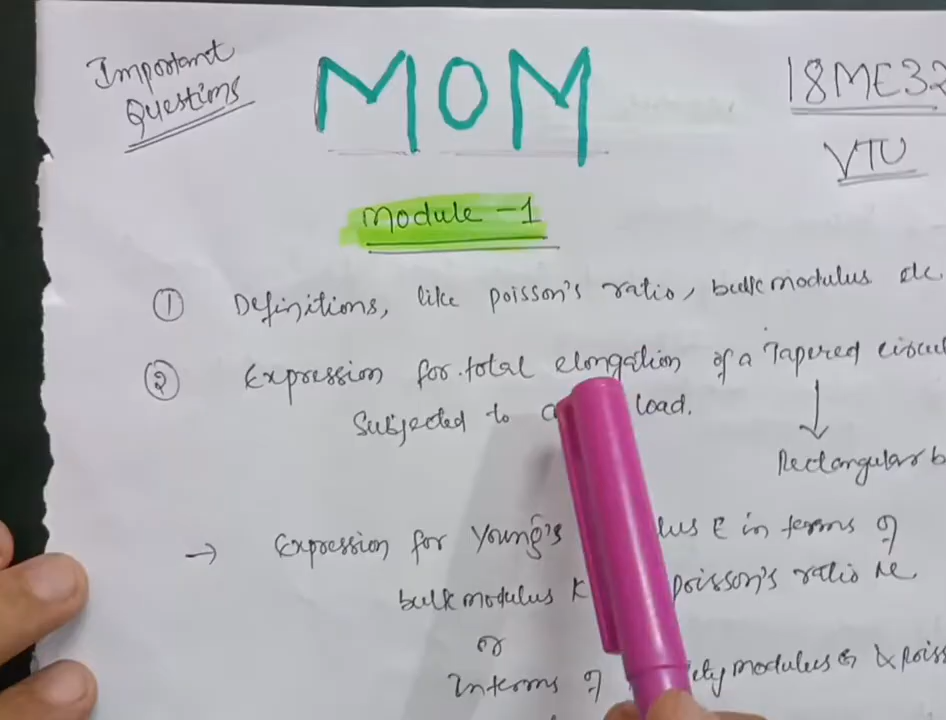 Important
Questions
MOM
18ME32
VTU
Module-1
① Definitions, like poisson's ratio, bulk modulus etc.
② Expression for total elongation of a Tapered circul
Subjected to load.
Rectangular b
→ Expression for Young's lus E in terms of
bulk modulus K poisson's ratio
or
Interms of modulus G & poiss